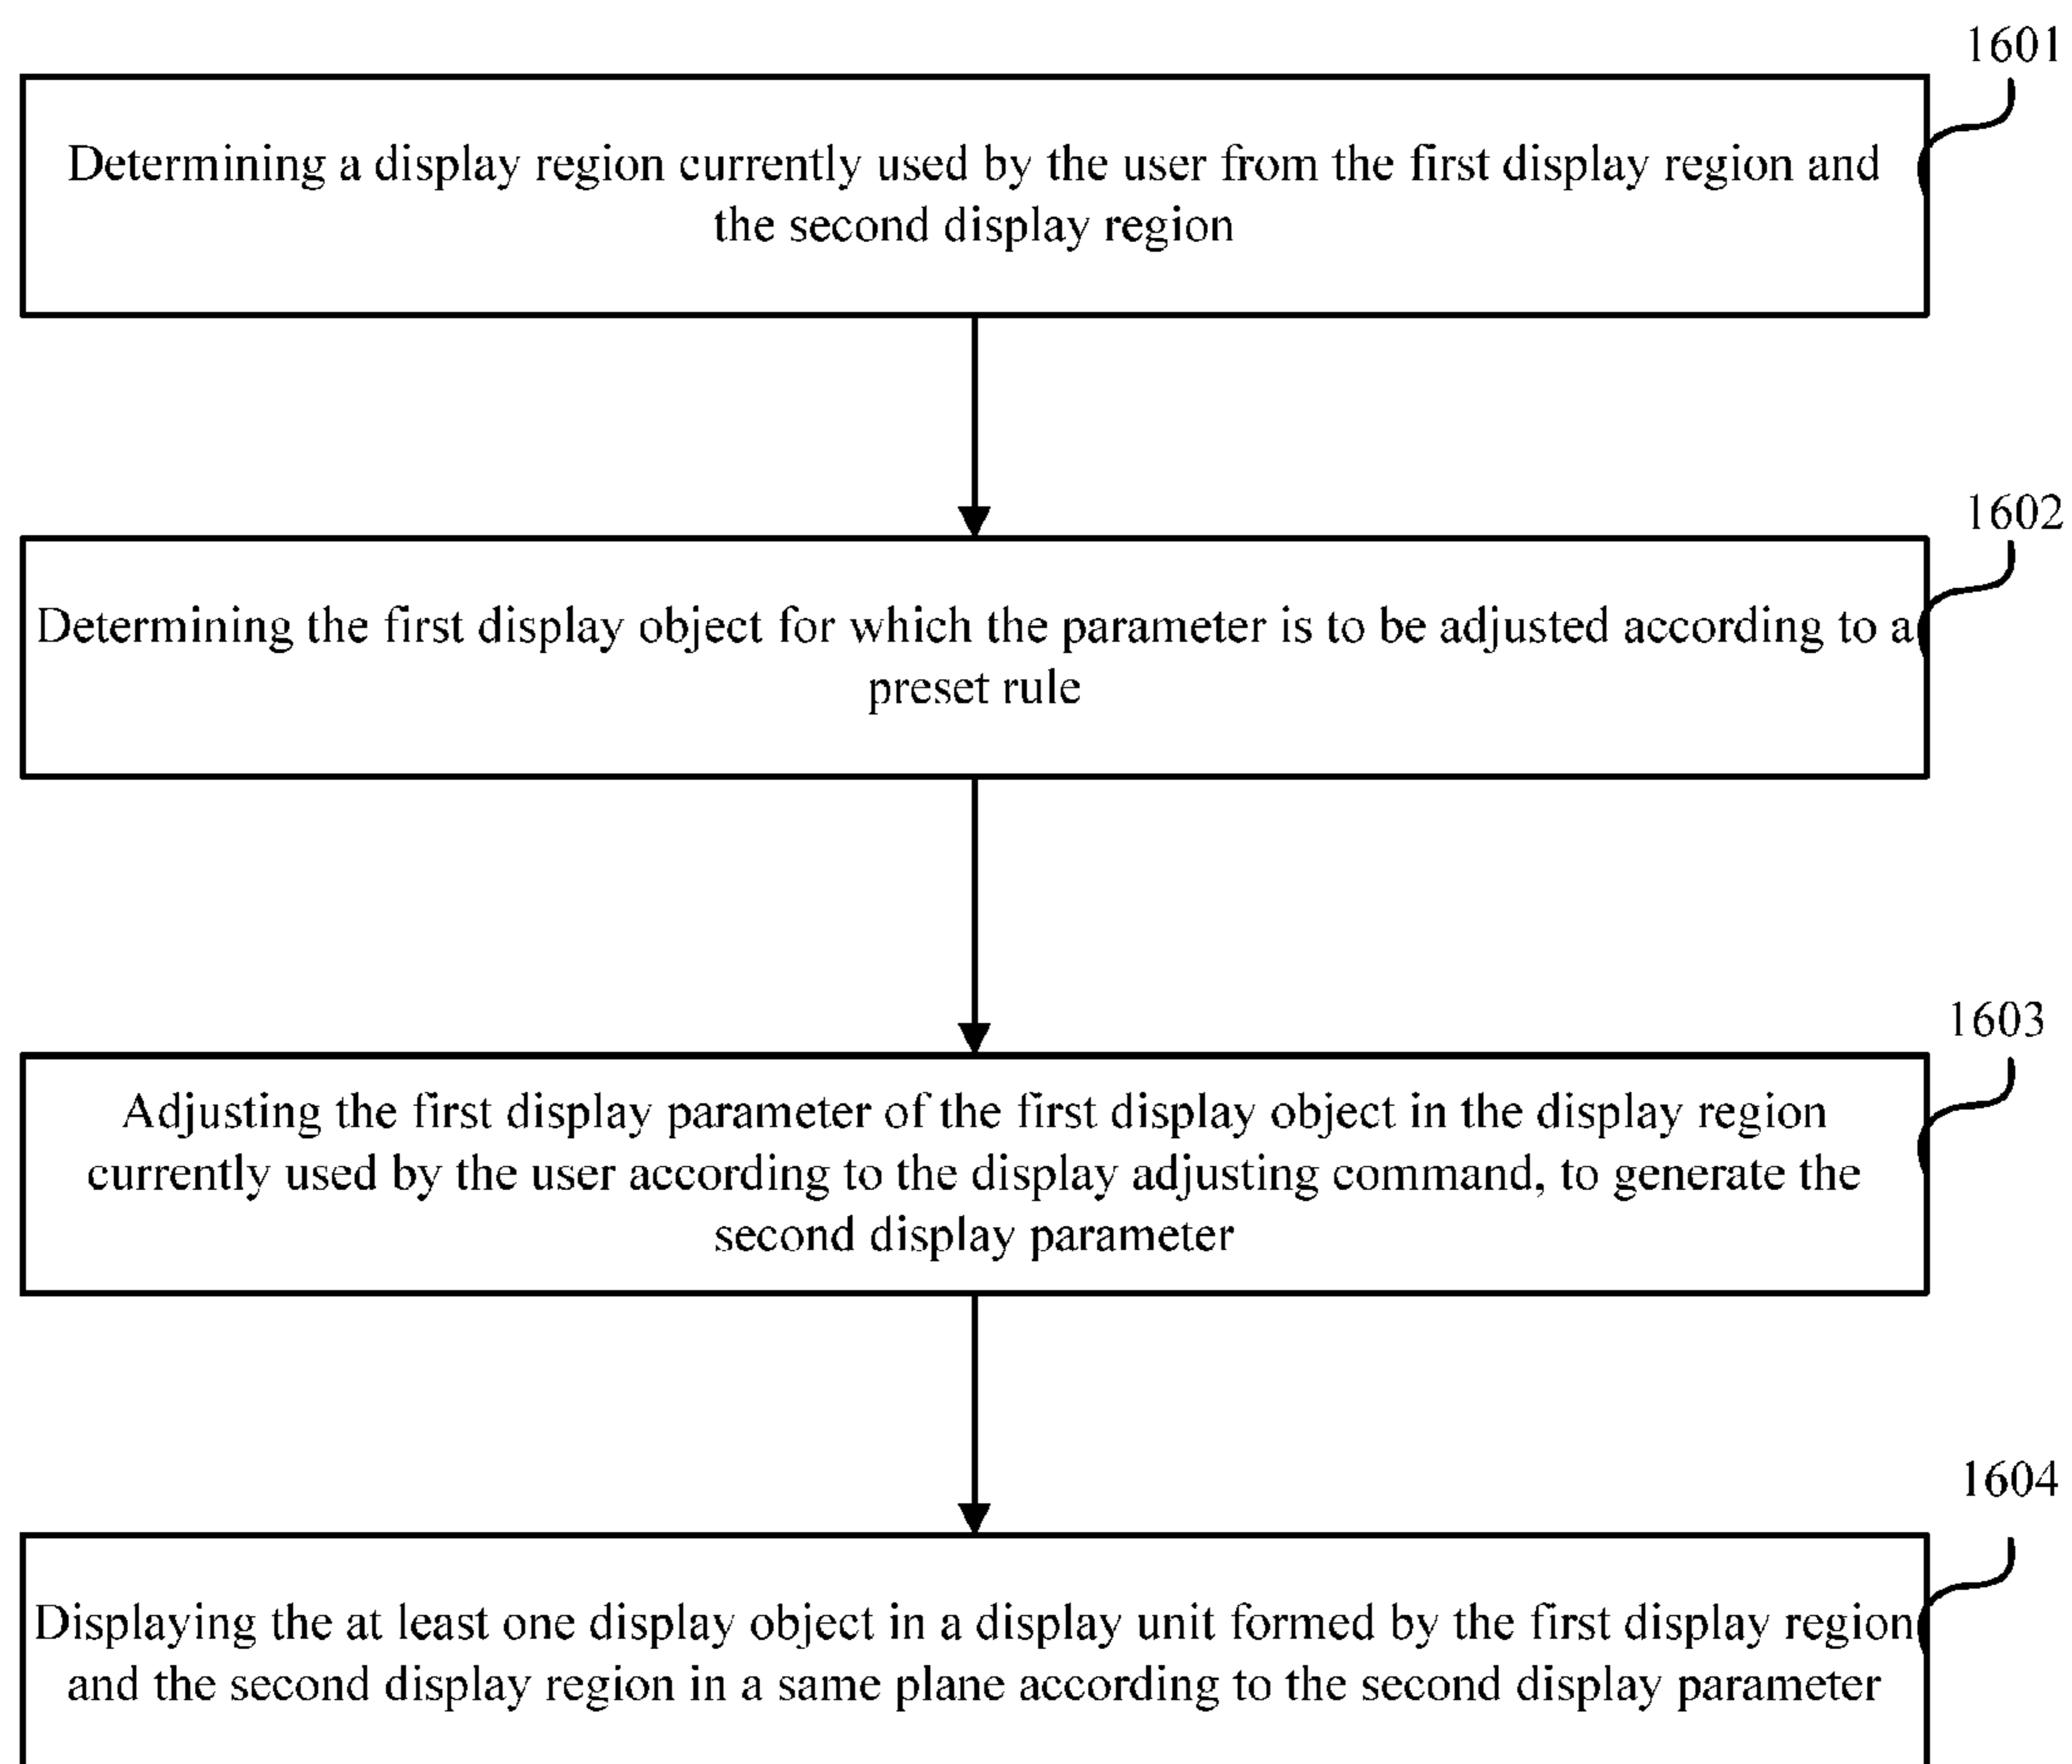 1601
Determining a display region currently used by the user from the first display region and
the second display region
1602
Determining the first display object for which the parameter is to be adjusted according to a
preset rule
1603
Adjusting the first display parameter of the first display object in the display region
currently used by the user according to the display adjusting command, to generate the
second display parameter
1604
Displaying the at least one display object in a display unit formed by the first display region
and the second display region in a same plane according to the second display parameter